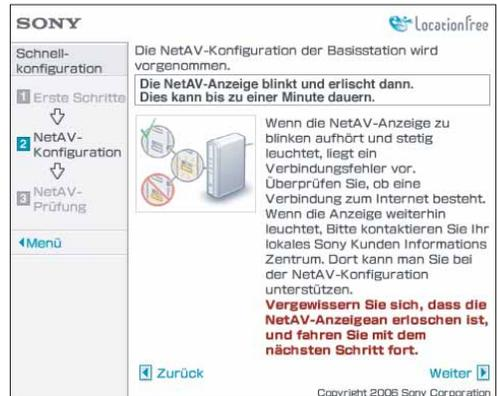 SONY
LocationFree
Schnell-
konfiguration
1 Erste Schritte
2 NetAV-
Konfiguration
3 NetAV-
Prüfung
Menü
Die NetAV-Konfiguration der Basisstation wird
vorgenommen.
Die NetAV-Anzeige blinkt und erlischt dann.
Dies kann bis zu einer Minute dauern.
Wenn die NetAV-Anzeige zu
blinken aufhört und stetig
leuchtet, liegt ein
Verbindungsfehler vor.
Überprüfen Sie, ob eine
Verbindung zum Internet besteht.
Wenn die Anzeige weiterhin
leuchtet, Bitte kontaktieren Sie Ihr
lokales Sony Kunden Informations
Zentrum. Dort kann man Sie bei
der NetAV-Konfiguration
unterstützen.
Vergewissern Sie sich, dass die
NetAV-Anzeigean erloschen ist,
und fahren Sie mit dem
nächsten Schritt fort.
Zurück
Weiter
Copyright 2006 Sony Corporation